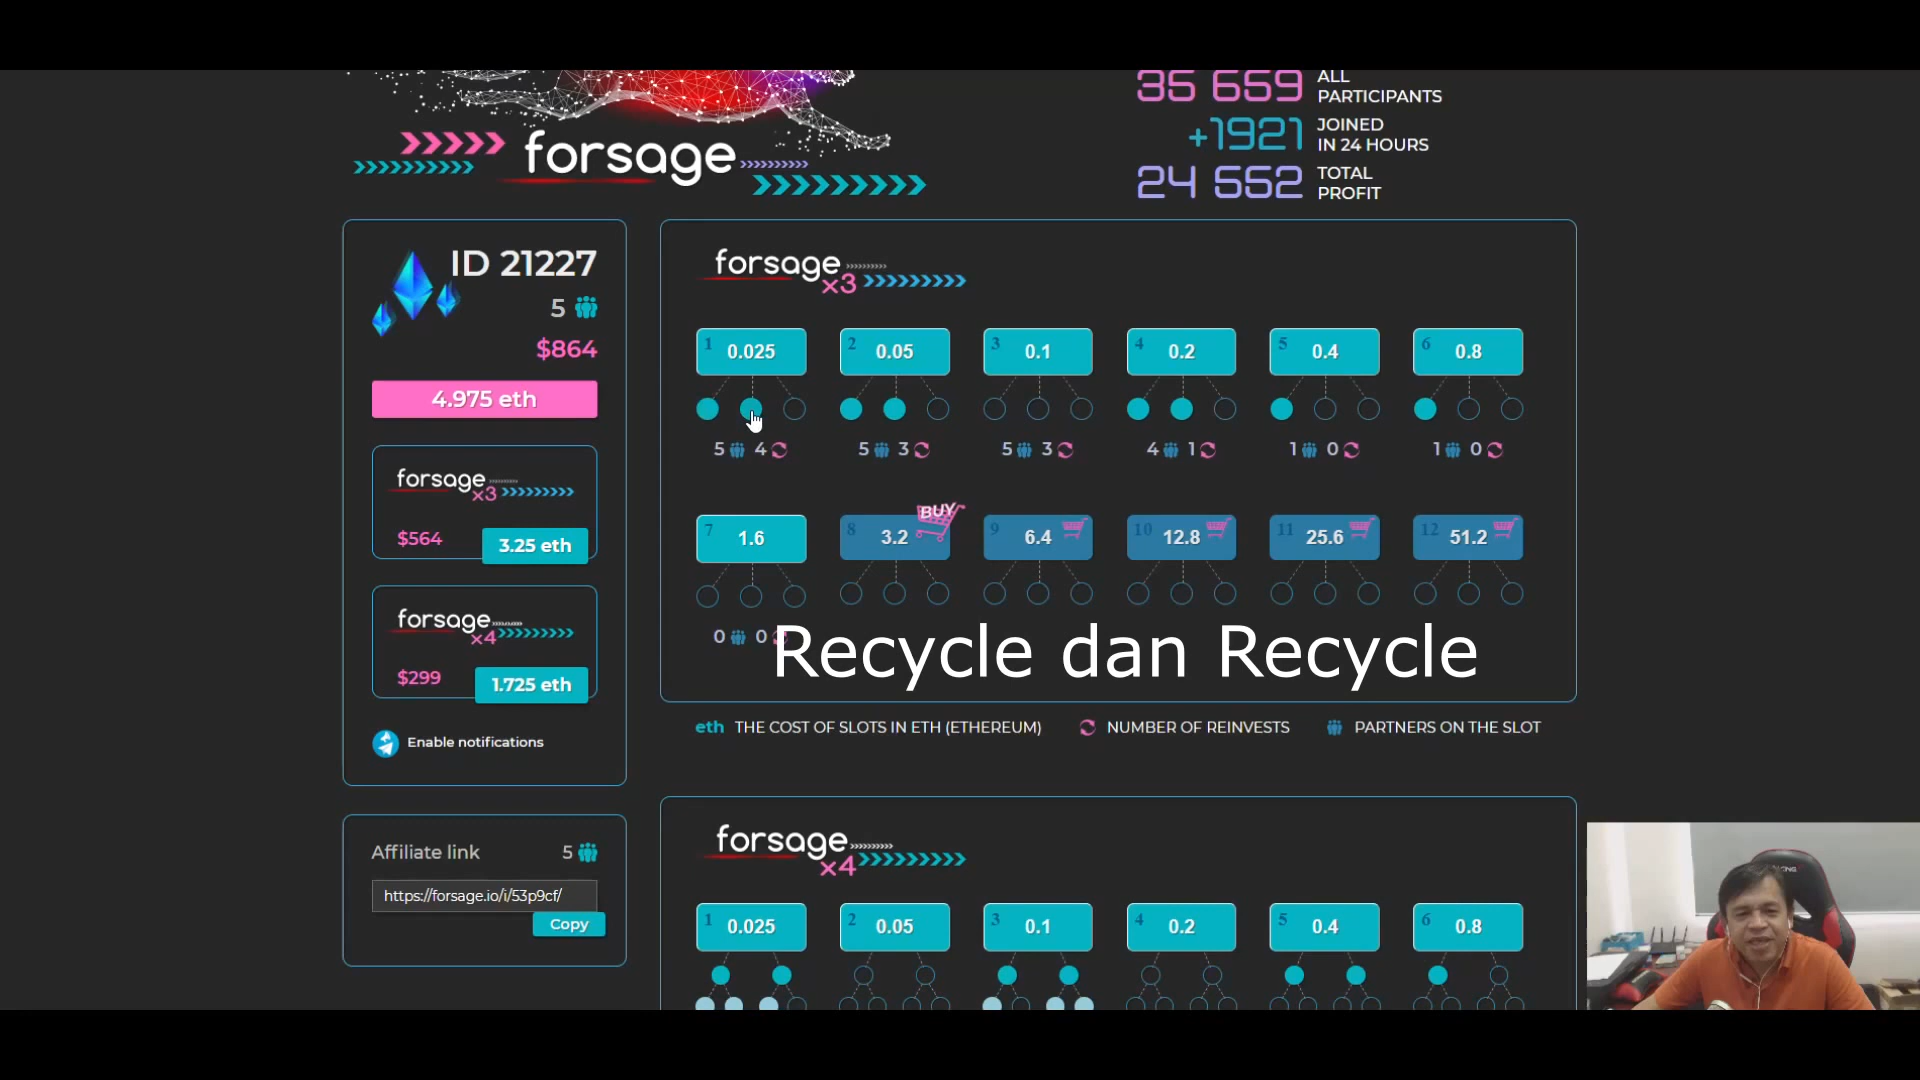 35 659 ALL PARTICIPANTS
+1921 JOINED IN 24 HOURS
24 552 TOTAL PROFIT
forsage
ID 21227
5
$864
4.975 eth
forsage x3
$564 3.25 eth
forsage x4
$299 1.725 eth
Enable notifications
Affiliate link 5
https://forsage.io/i/53p9cf/
Copy
forsage x3
1 0.025 2 0.05 3 0.1 4 0.2 5 0.4 6 0.8
5 4 5 3 5 3 4 1 1 0 1 0
BUY
7 1.6 8 3.2 9 6.4 10 12.8 11 25.6 12 51.2
0 0
Recycle dan Recycle
eth THE COST OF SLOTS IN ETH (ETHEREUM) NUMBER OF REINVESTS PARTNERS ON THE SLOT
forsage x4
1 0.025 2 0.05 3 0.1 4 0.2 5 0.4 6 0.8